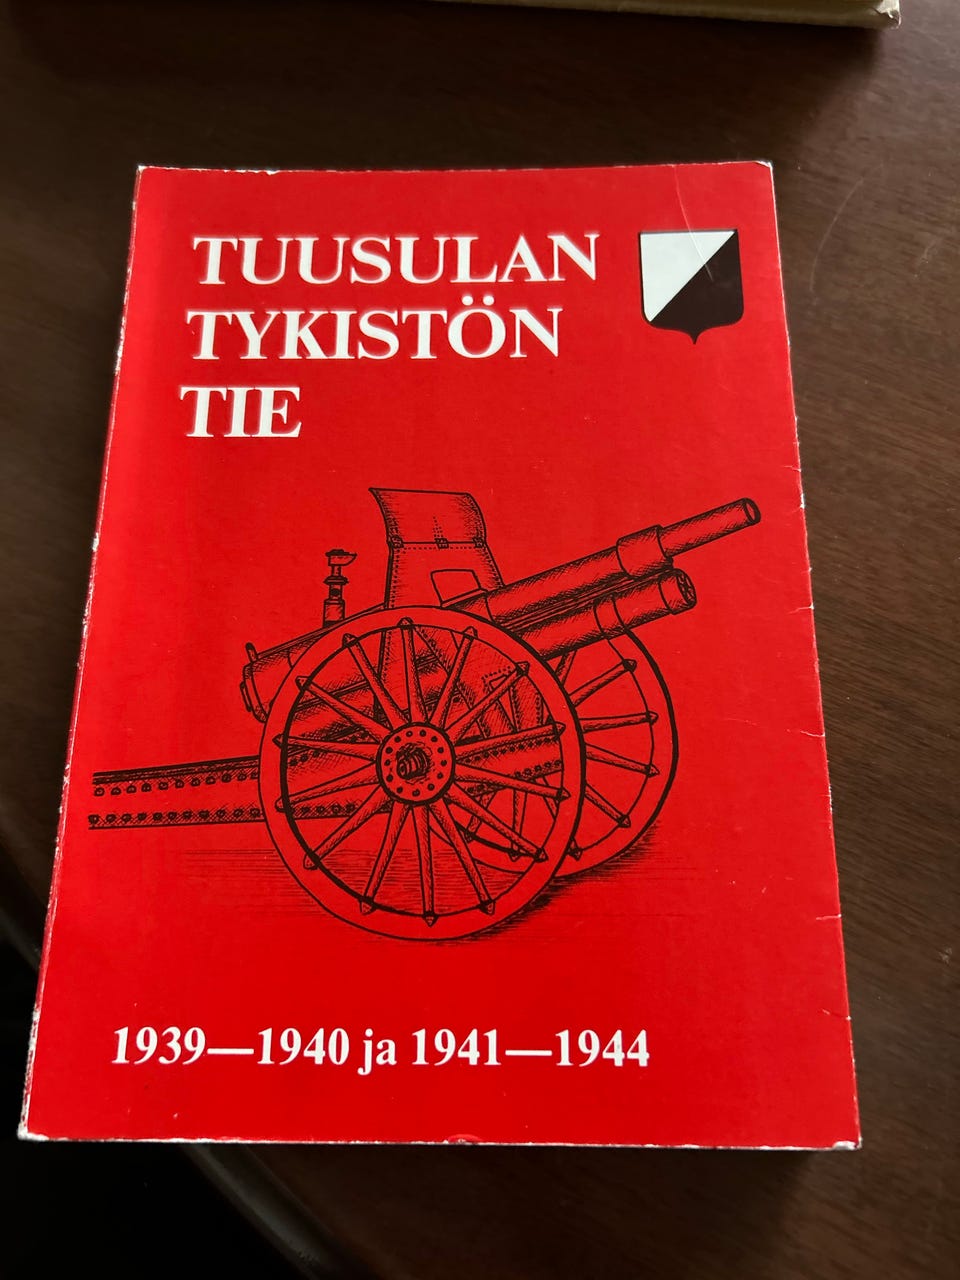 TUUSULAN
TYKISTÖN
TIE
1939—1940 ja 1941—1944